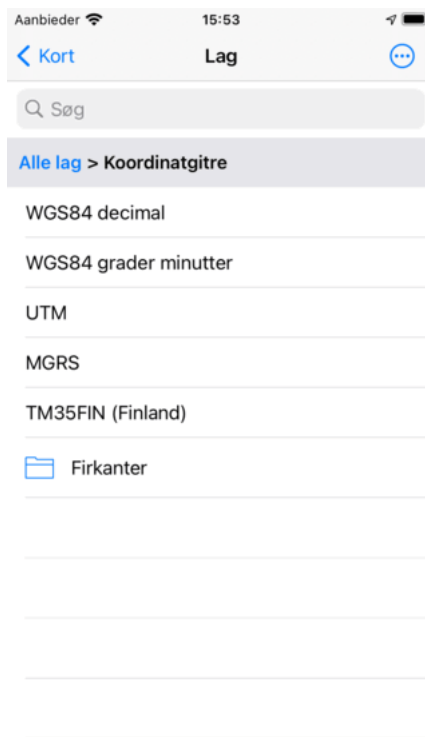 Aanbieder 15:53
Kort Lag
Søg
Alle lag > Koordinatgitre
WGS84 decimal
WGS84 grader minutter
UTM
MGRS
TM35FIN (Finland)
Firkanter